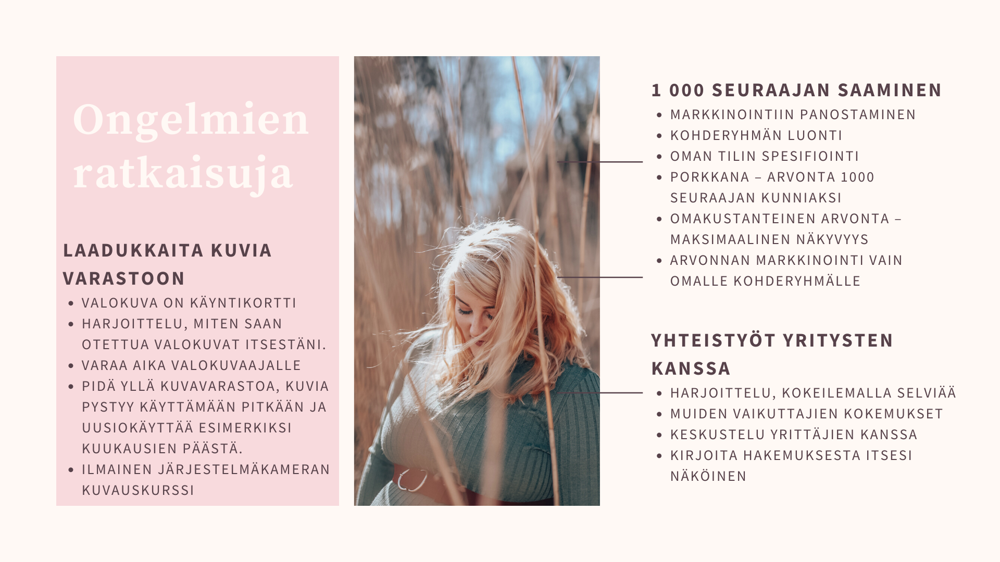 Ongelmien
ratkaisuja
LAADUKKAITA KUVIA
VARASTOON
• VALOKUVA ON KÄYNTIKORTTI
• HARJOITTELU, MITEN SAAN
OTETTUA VALOKUVAT ITSESTÄNI.
• VARAA AIKA VALOKUVAAJALLE
• PIDÄ YLLÄ KUVAVARASTOA, KUVIA
PYSTYY KÄYTTÄMÄÄN PITKÄÄN JA
UUSIOKÄYTTÄÄ ESIMERKIKSI
KUUKAUSIEN PÄÄSTÄ.
• ILMAINEN JÄRJESTELMÄKAMERAN
KUVAUSKURSSI
1 000 SEURAAJAN SAAMINEN
• MARKKINOINTIIN PANOSTAMINEN
• KOHDERYHMÄN LUONTI
• OMAN TILIN SPESIFIOINTI
• PORKKANA – ARVONTA 1000
SEURAAJAN KUNNIAKSI
• OMAKUSTANTEINEN ARVONTA –
MAKSIMAALINEN NÄKYVYYS
• ARVONNAN MARKKINOINTI VAIN
OMALLE KOHDERYHMÄLLE
YHTEISTYÖT YRITYSTEN
KANSSA
• HARJOITTELU, KOKEILEMALLA SELVIÄÄ
• MUIDEN VAIKUTTAJIEN KOKEMUKSET
• KESKUSTELU YRITTÄJIEN KANSSA
• KIRJOITA HAKEMUKSESTA ITSESI
NÄKÖINEN